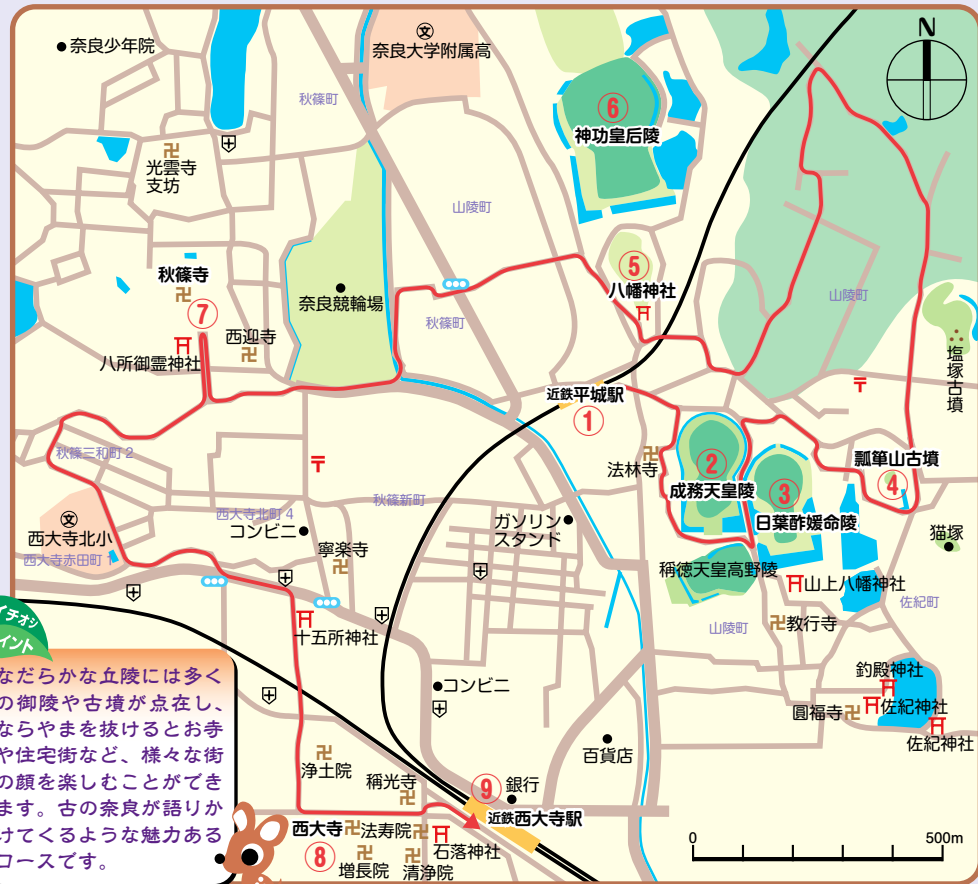 奈良少年院
文
奈良大学附属高
秋篠町
N
⑥
神功皇后陵
光雲寺
支坊
山陵町
秋篠寺
⑦
奈良競輪場
⑤
八幡神社
山陵町
秋篠町
西迎寺
八所御霊神社
塩塚古墳
近鉄平城駅
①
秋篠三和町2
法林寺
②
成務天皇陵
③
日葉酢媛命陵
瓢箪山古墳
④
秋篠新町
西大寺北町4
コンビニ
ガソリン
スタンド
文
西大寺北小
西大寺赤田町1
寧楽寺
猫塚
稱徳天皇高野陵
山上八幡神社
佐紀町
十五所神社
山陵町
教行寺
イチオシ
イント
なだらかな丘陵には多く
の御陵や古墳が点在し、
ならやまを抜けるとお寺
や住宅街など、様々な街
の顔を楽しむことができ
ます。古の奈良が語りか
けてくるような魅力ある
コースです。
コンビニ
釣殿神社
圓福寺
佐紀神社
佐紀神社
百貨店
浄土院
稱光寺
⑨
銀行
近鉄西大寺駅
西大寺
⑧
法寿院
石落神社
増長院
清浄院
0
500m